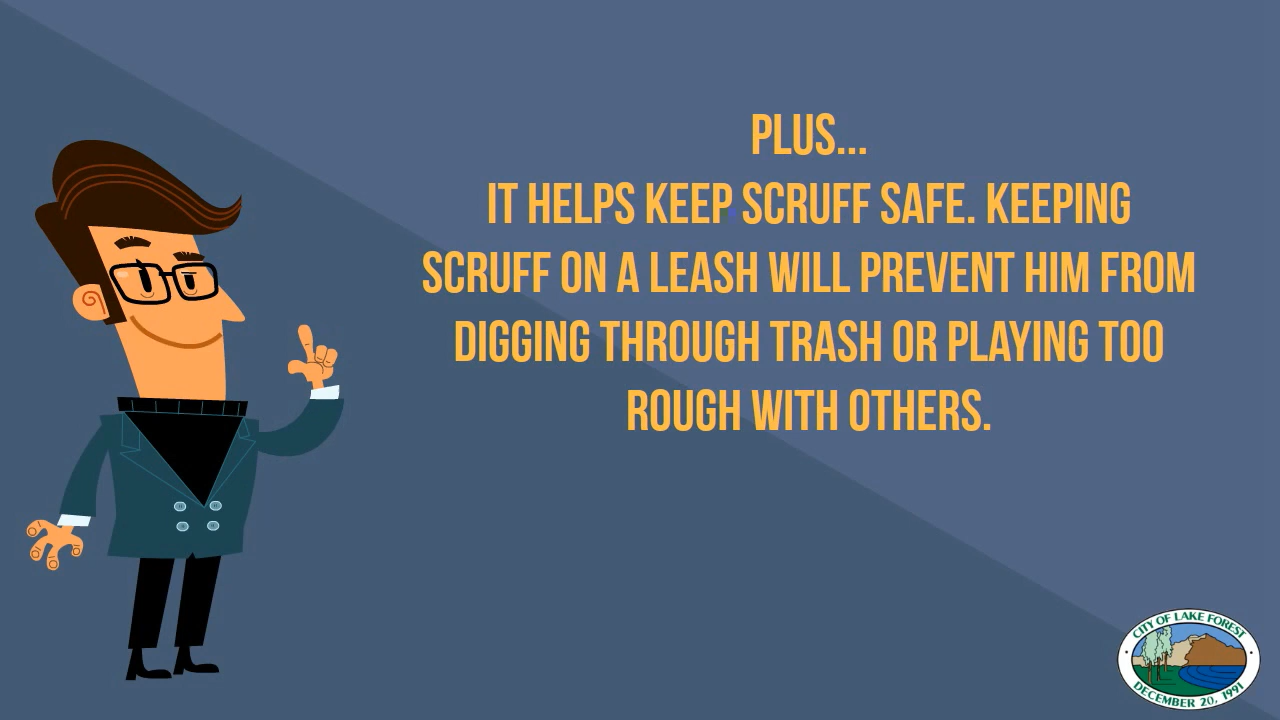 PLUS...
IT HELPS KEEP SCRUFF SAFE. KEEPING
SCRUFF ON A LEASH WILL PREVENT HIM FROM
DIGGING THROUGH TRASH OR PLAYING TOO
ROUGH WITH OTHERS.
CITY OF LAKE FOREST
DECEMBER 20, 1991